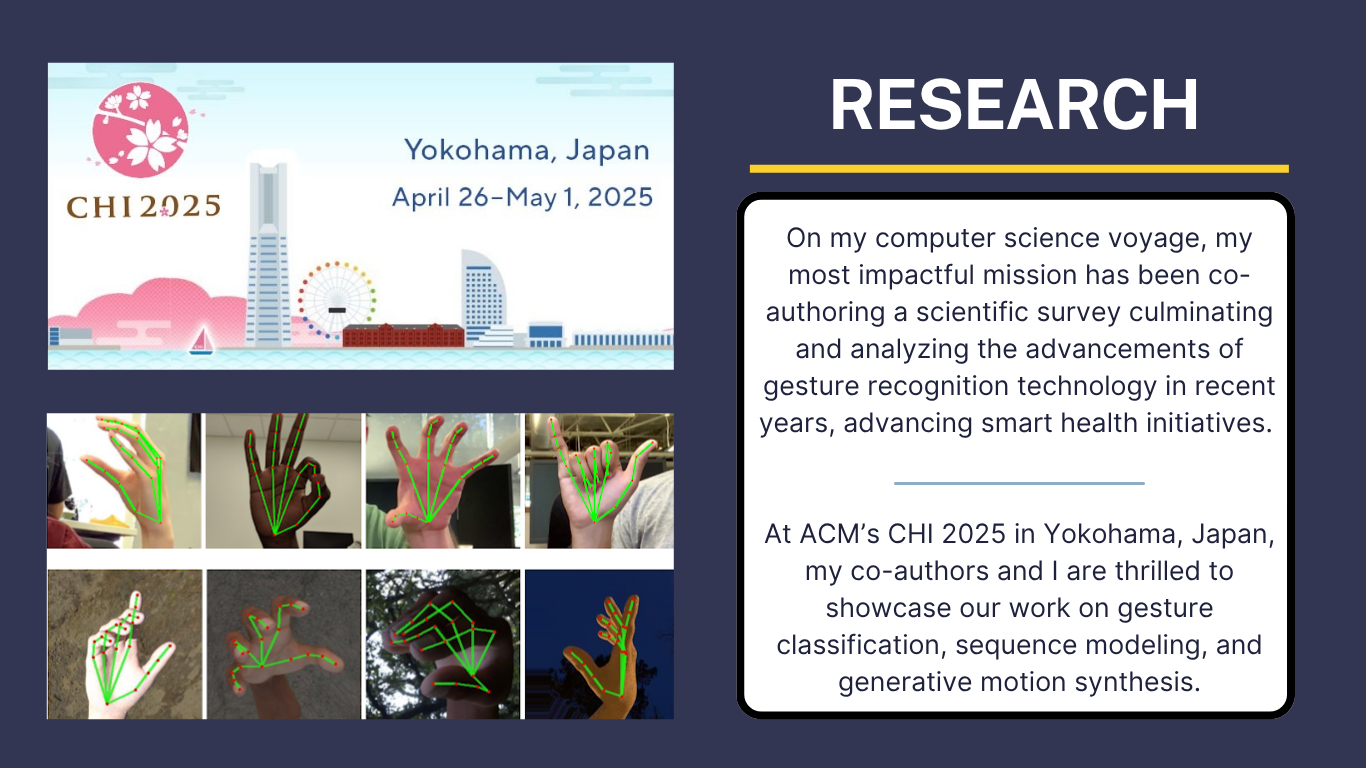 CHI 2025
Yokohama, Japan
April 26–May 1, 2025
RESEARCH
On my computer science voyage, my
most impactful mission has been co-
authoring a scientific survey culminating
and analyzing the advancements of
gesture recognition technology in recent
years, advancing smart health initiatives.
At ACM’s CHI 2025 in Yokohama, Japan,
my co-authors and I are thrilled to
showcase our work on gesture
classification, sequence modeling, and
generative motion synthesis.